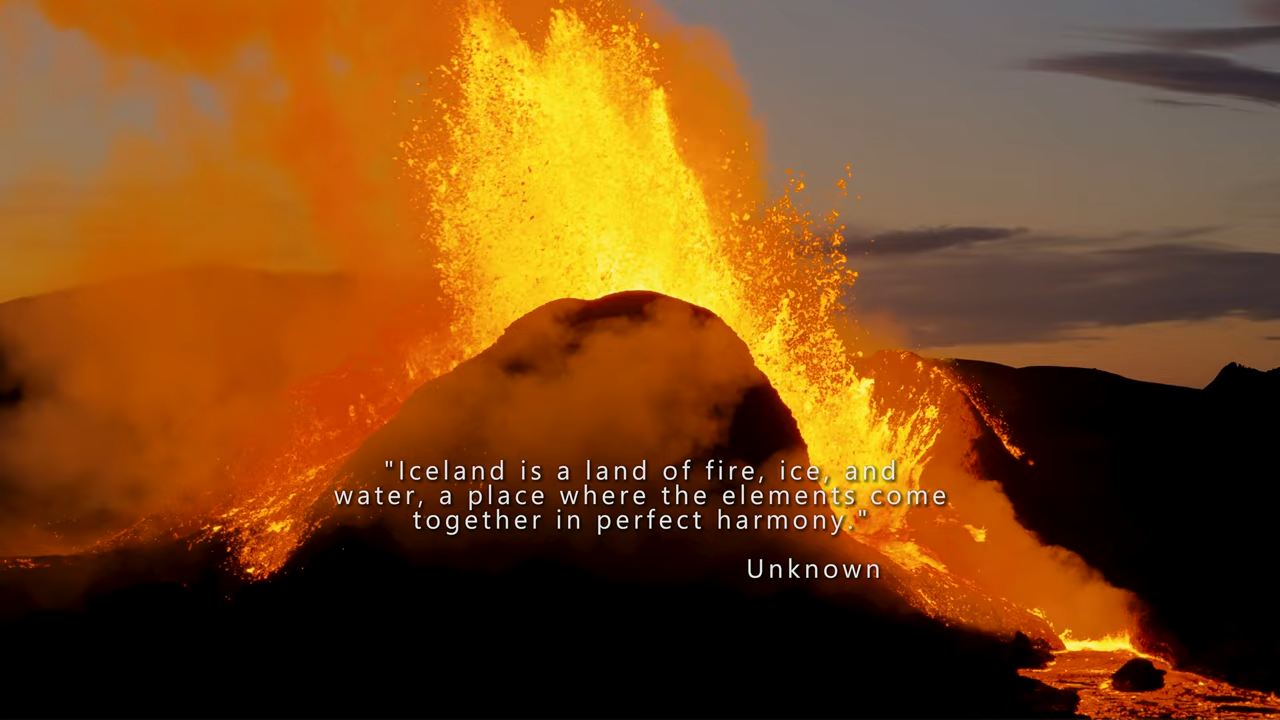 "Iceland is a land of fire, ice, and
water, a place where the elements come
together in perfect harmony."
Unknown